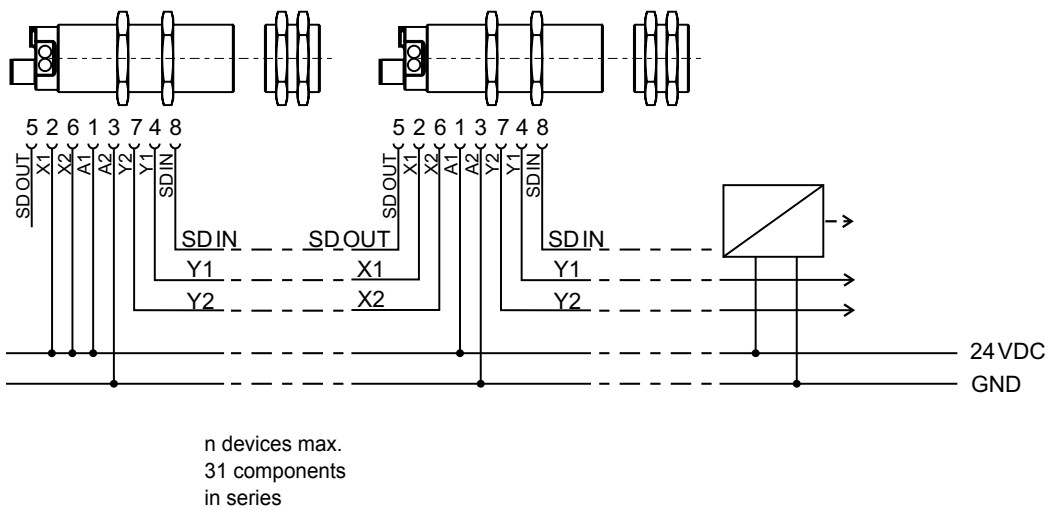 5 2 6 1 3 7 4 8
SD OUT X1 X2 A1 A2 Y2 Y1 SD IN
5 2 6 1 3 7 4 8
SD OUT X1 X2 A1 A2 Y2 Y1 SD IN
SD IN SD OUT SD IN
Y1 X1 Y1
Y2 X2 Y2
24 VDC
GND
n devices max.
31 components
in series